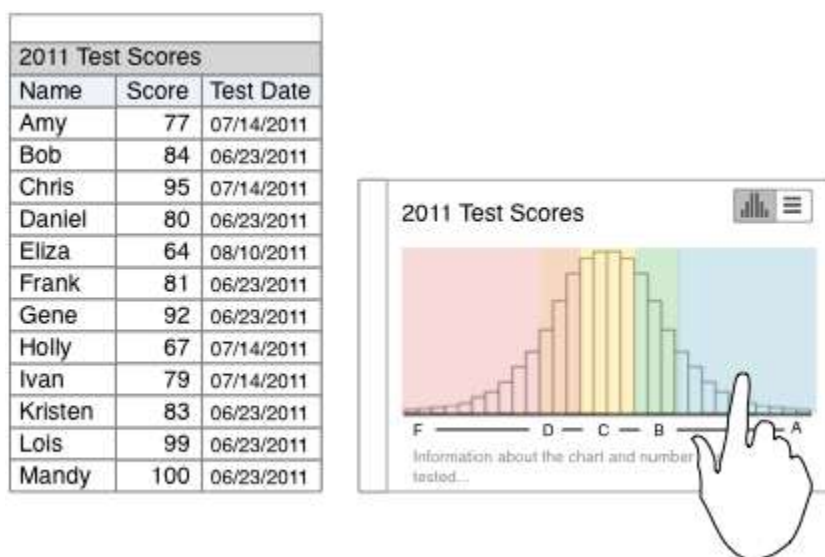 2011 Test Scores
Name Score Test Date
Amy 77 07/14/2011
Bob 84 06/23/2011
Chris 95 07/14/2011
Daniel 80 06/23/2011
Eliza 64 08/10/2011
Frank 81 06/23/2011
Gene 92 06/23/2011
Holly 67 07/14/2011
Ivan 79 07/14/2011
Kristen 83 06/23/2011
Lois 99 06/23/2011
Mandy 100 06/23/2011
2011 Test Scores
F D C B A
Information about the chart and number
tested...